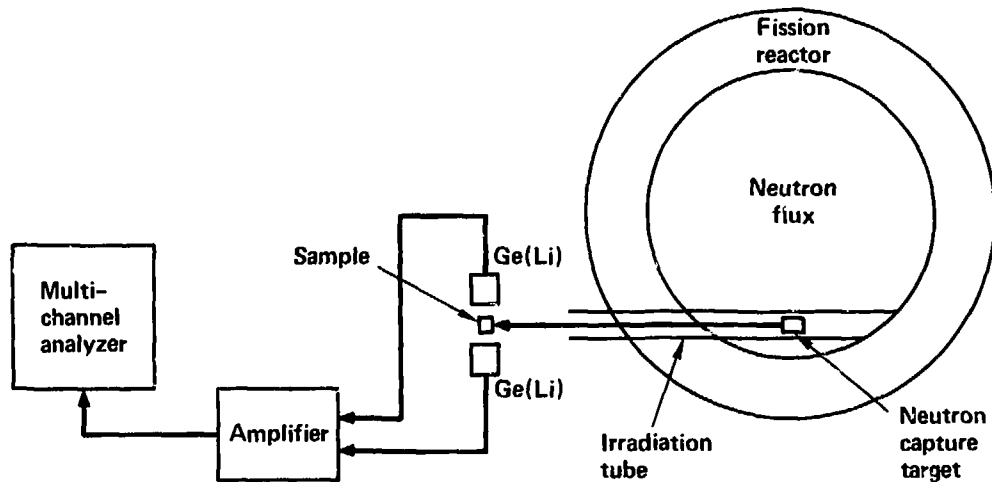 Fission
reactor
Neutron
flux
Ge(Li)
Sample
Multi-
channel
analyzer
Ge(Li)
Amplifier
Irradiation
tube
Neutron
capture
target